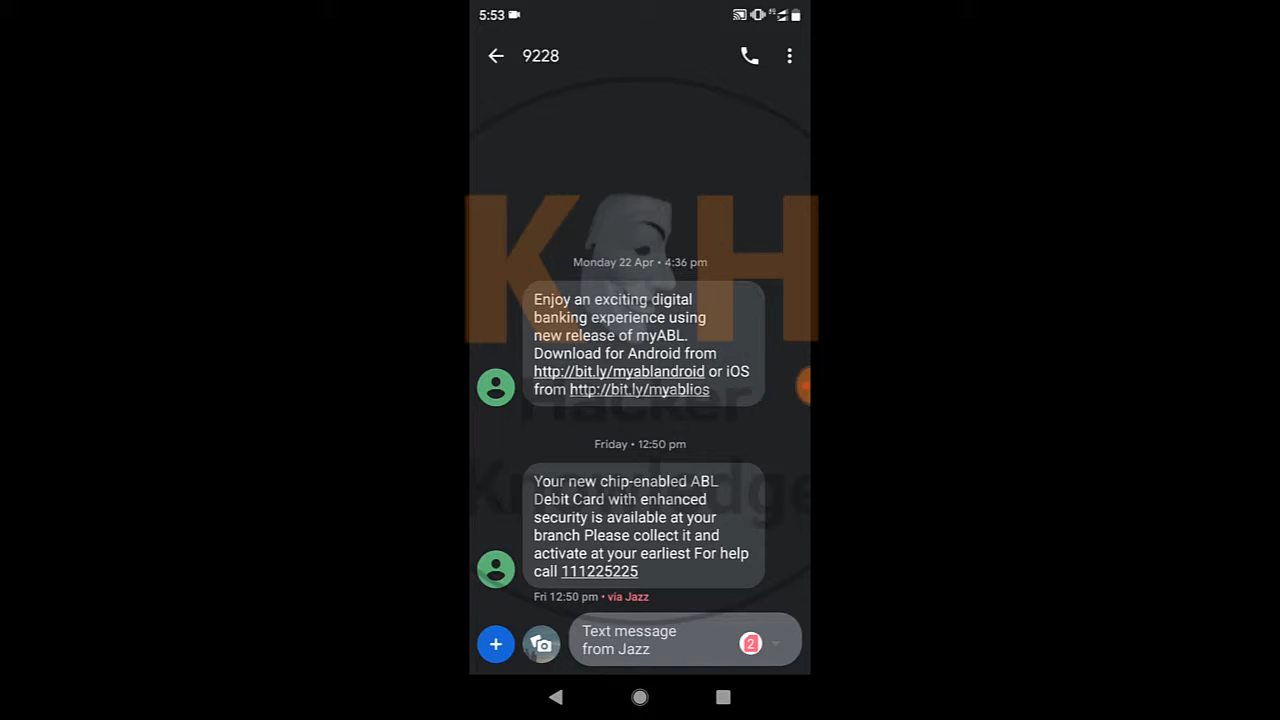 5:53
9228
K H
Monday 22 Apr • 4:36 pm
Enjoy an exciting digital
banking experience using
new release of myABL.
Download for Android from
http://bit.ly/myablandroid or iOS
from http://bit.ly/myablios
Hacker
Friday • 12:50 pm
Your new chip-enabled ABL
Debit Card with enhanced
security is available at your
branch Please collect it and
activate at your earliest For help
call 111225225
Knowledge
Fri 12:50 pm • via Jazz
Text message
from Jazz
2